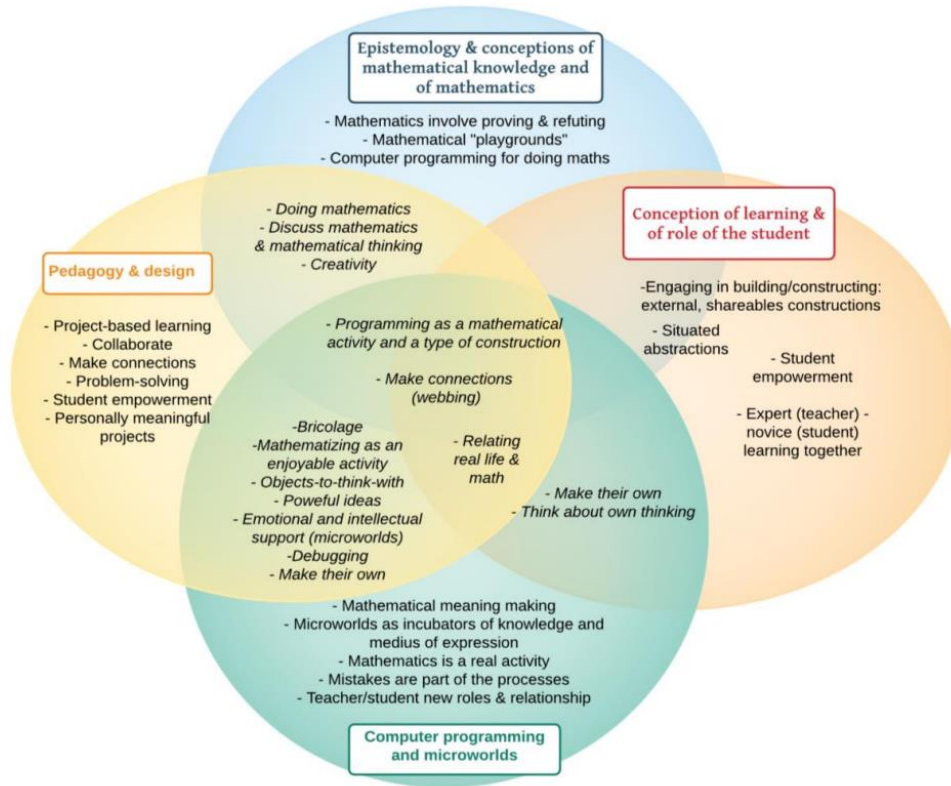 Epistemology & conceptions of
mathematical knowledge and
of mathematics
- Mathematics involve proving & refuting
- Mathematical "playgrounds"
- Computer programming for doing maths
- Doing mathematics
- Discuss mathematics
& mathematical thinking
- Creativity
Conception of learning &
of role of the student
-Engaging in building/constructing:
external, shareables constructions
- Situated
abstractions
- Student
empowerment
- Expert (teacher) -
novice (student)
learning together
Pedagogy & design
- Project-based learning
- Collaborate
- Make connections
- Problem-solving
- Student empowerment
- Personally meaningful
projects
- Programming as a mathematical
activity and a type of construction
- Make connections
(webbing)
- Relating
real life &
math
-Bricolage
-Mathematizing as an
enjoyable activity
- Objects-to-think-with
- Poweful ideas
- Emotional and intellectual
support (microworlds)
-Debugging
- Make their own
- Make their own
- Think about own thinking
- Mathematical meaning making
- Microworlds as incubators of knowledge and
medius of expression
- Mathematics is a real activity
- Mistakes are part of the processes
- Teacher/student new roles & relationship
Computer programming
and microworlds